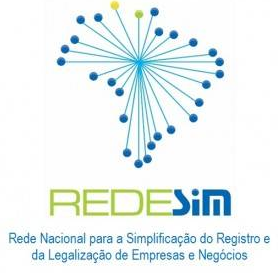 REDESIM
Rede Nacional para a Simplificação do Registro e
da Legalização de Empresas e Negócios